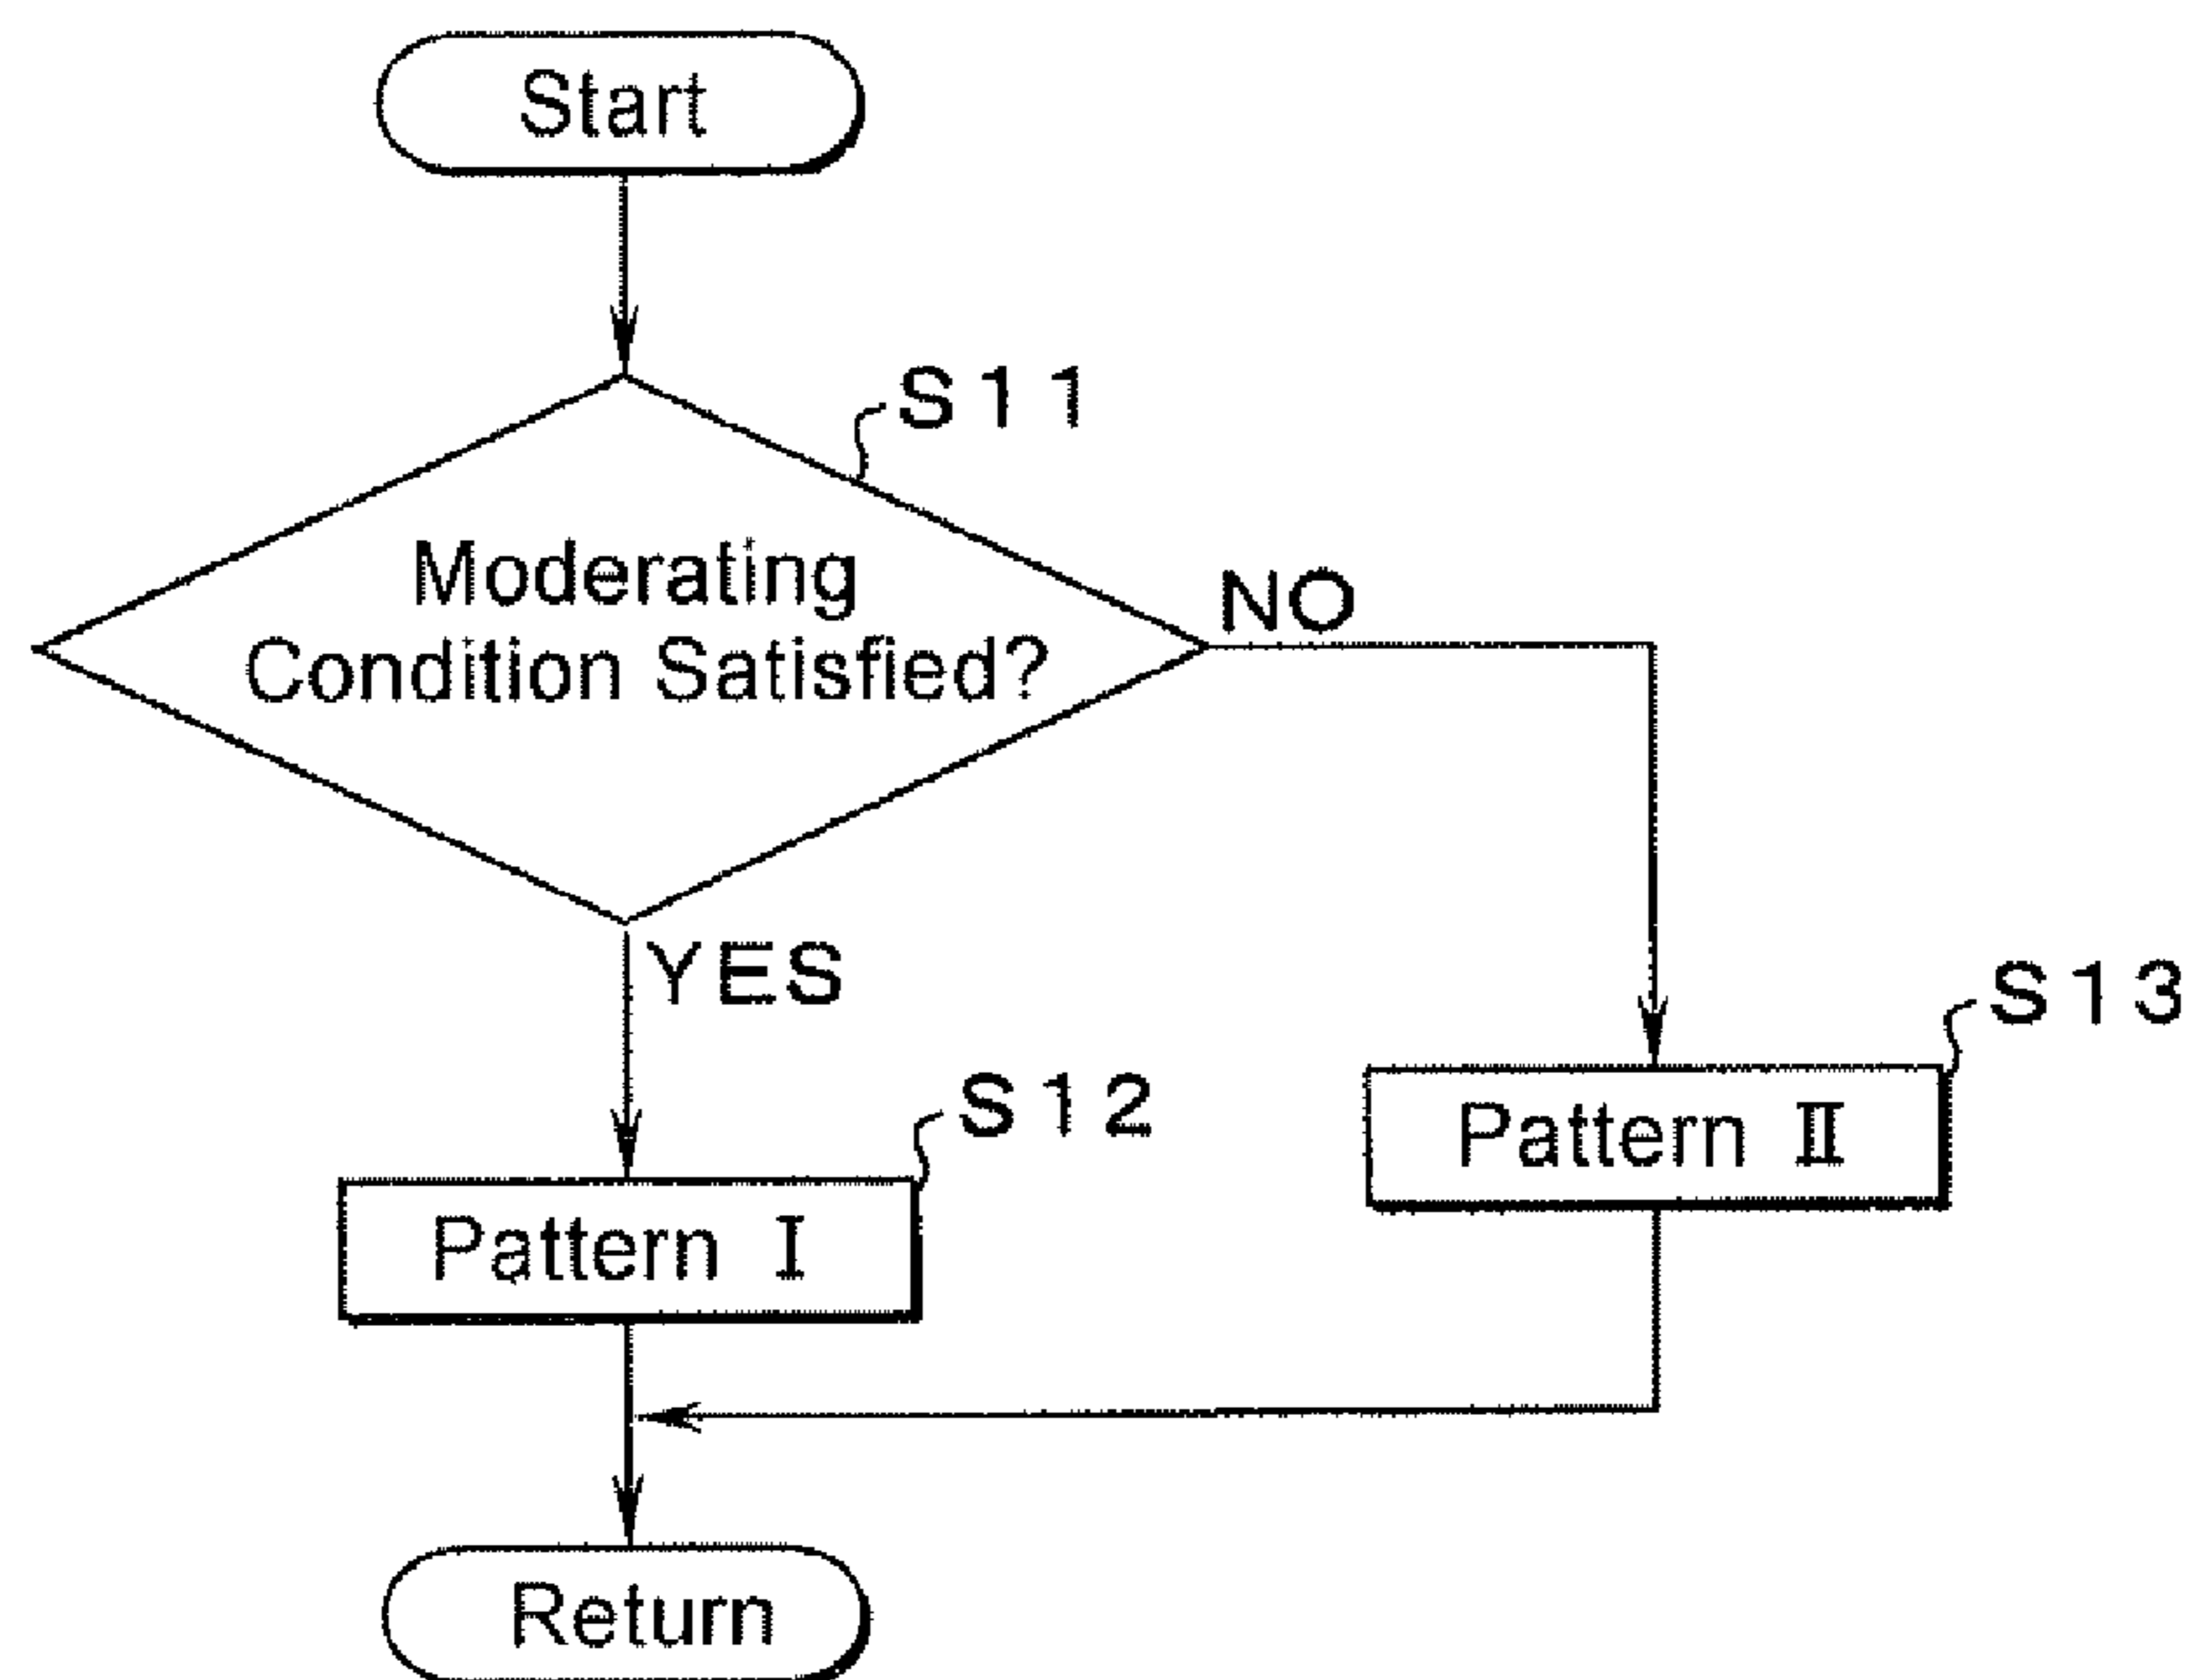 Start
S11
Moderating
Condition Satisfied?
NO
YES
S13
S12
Pattern II
Pattern I
Return